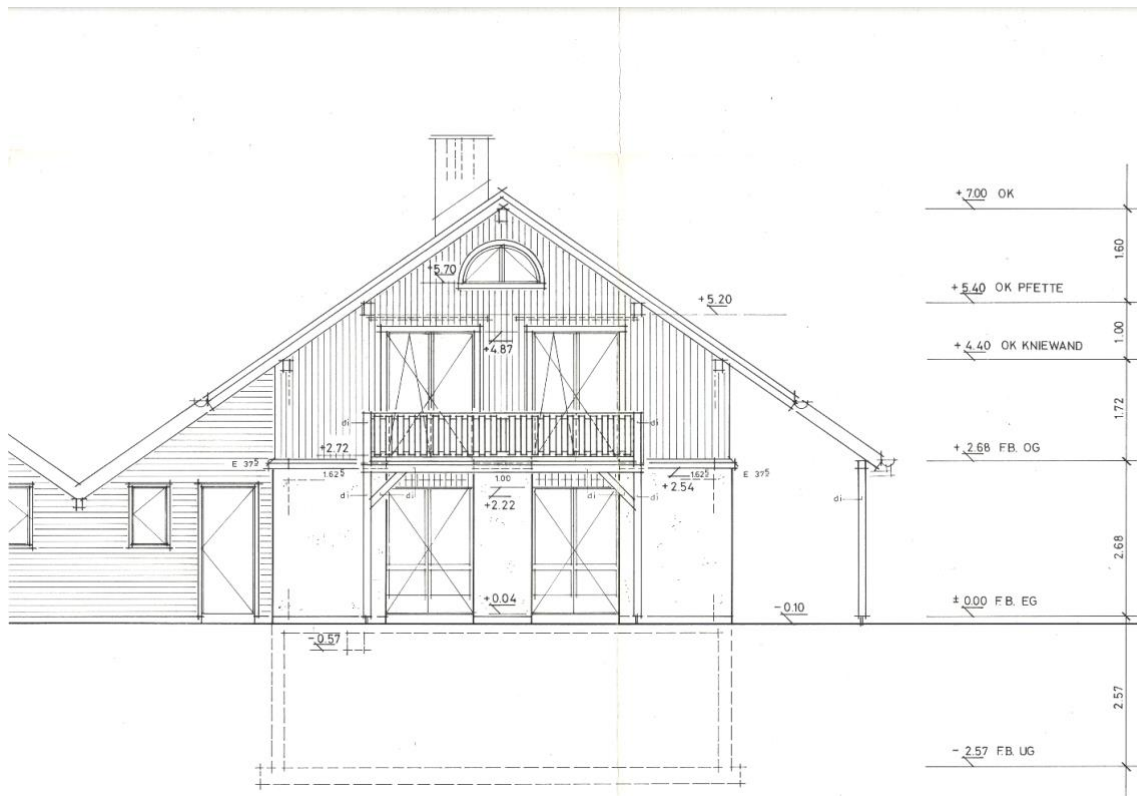 + 7.00 OK
1.60
+5.70
+ 5.40 OK PFETTE
+ 5.20
1.00
+4.87
+ 4.40 OK KNIEWAND
1.72
di
di
+2.72
+ 2.68 F.B. OG
E 37⁵
1.62⁵
1.00
1.62⁵
E 37⁵
+2.54
di
di
di
di
di
+2.22
2.68
+0.04
-0.10
± 0.00 F.B. EG
-0.57
2.57
- 2.57 F.B. UG